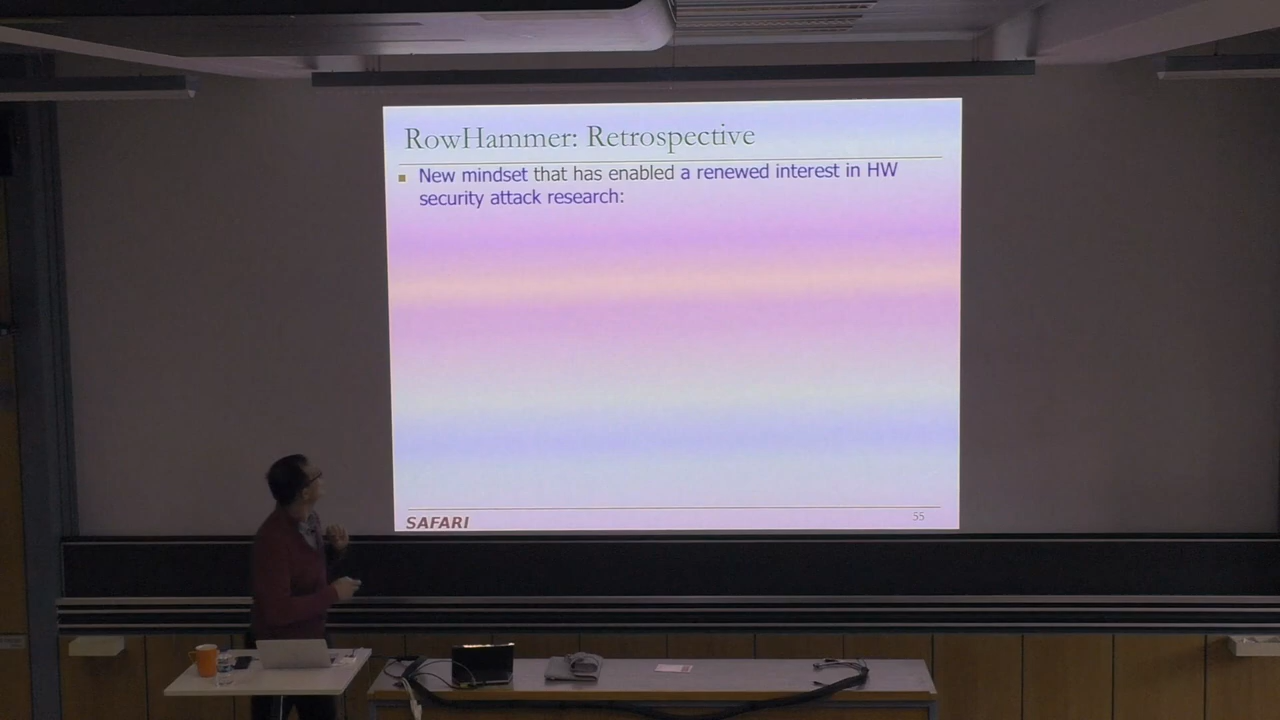 RowHammer: Retrospective
New mindset that has enabled a renewed interest in HW
security attack research:
SAFARI
55